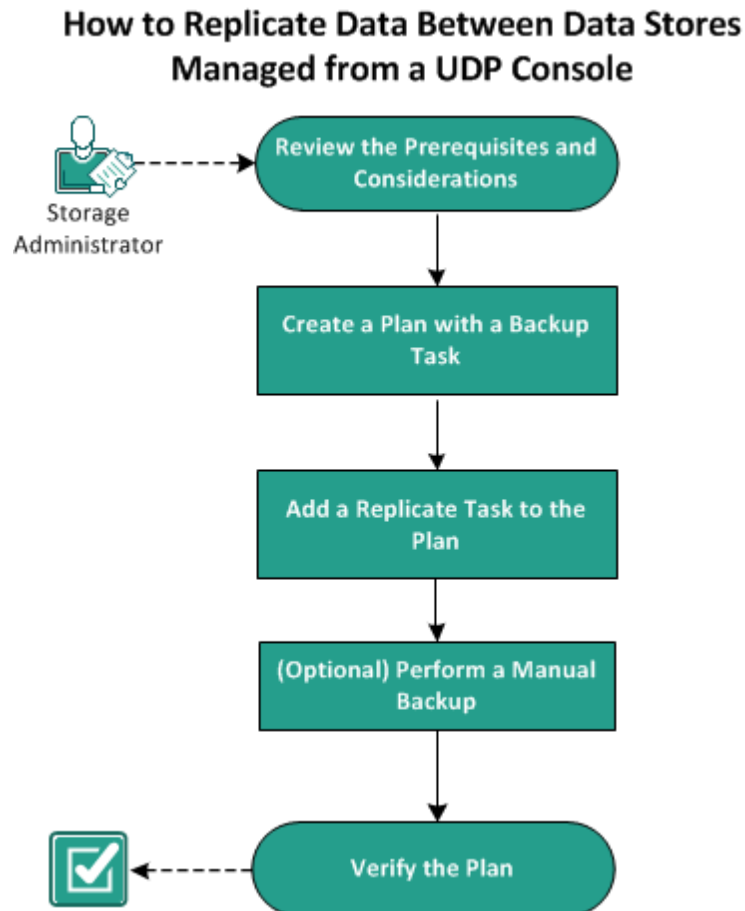 How to Replicate Data Between Data Stores
Managed from a UDP Console
Review the Prerequisites and
Considerations
Storage
Administrator
Create a Plan with a Backup
Task
Add a Replicate Task to the
Plan
(Optional) Perform a Manual
Backup
Verify the Plan